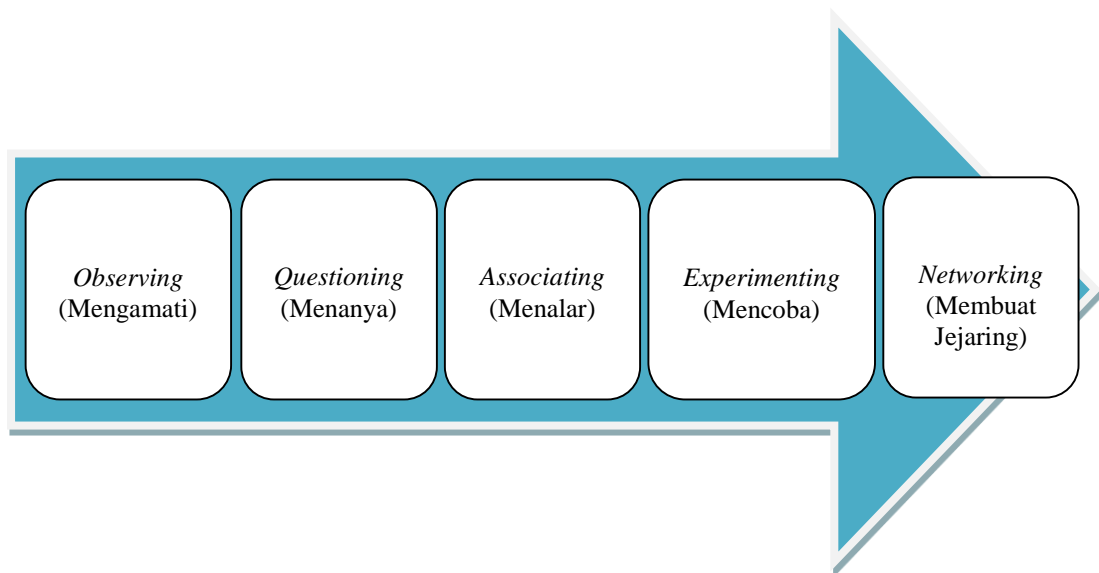 Observing
(Mengamati)
Questioning
(Menanya)
Associating
(Menalar)
Experimenting
(Mencoba)
Networking
(Membuat
Jejaring)